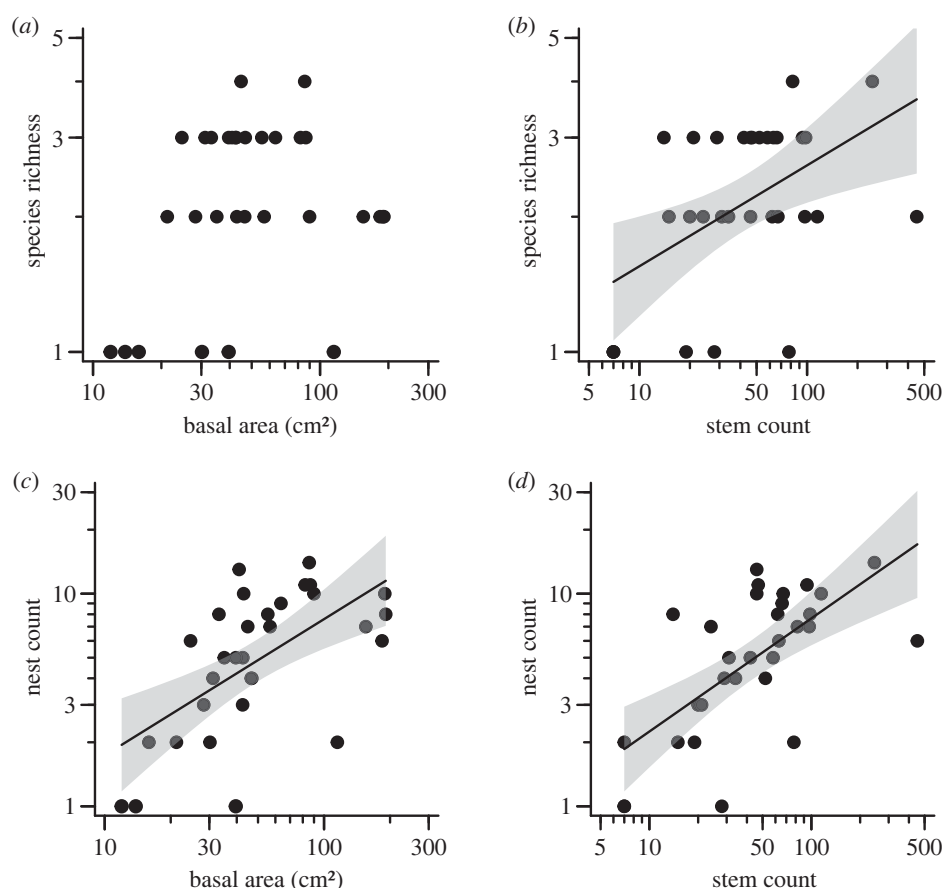 (a)
5
3
1
species richness
10 30 100 300
basal area (cm²)
(b)
5
3
1
species richness
5 10 50 100 500
stem count
(c)
30
10
3
1
nest count
10 30 100 300
basal area (cm²)
(d)
30
10
3
1
nest count
5 10 50 100 500
stem count